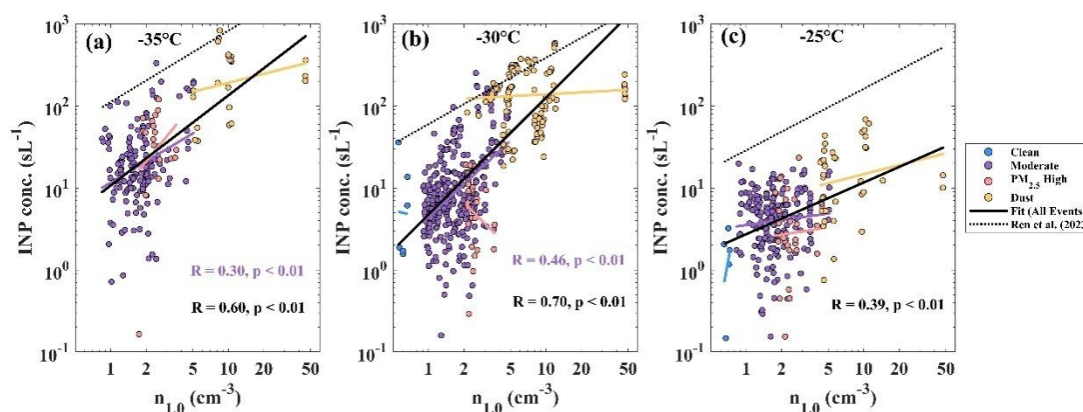 (a) -35°C
10³
10²
10¹
10⁰
10⁻¹
INP conc. (sL⁻¹)
R = 0.30, p < 0.01
R = 0.60, p < 0.01
1 2 5 10 20 50
n₁.₀ (cm⁻³)
(b) -30°C
10³
10²
10¹
10⁰
10⁻¹
INP conc. (sL⁻¹)
R = 0.46, p < 0.01
R = 0.70, p < 0.01
1 2 5 10 20 50
n₁.₀ (cm⁻³)
(c) -25°C
10³
10²
10¹
10⁰
10⁻¹
INP conc. (sL⁻¹)
R = 0.39, p < 0.01
1 2 5 10 20 50
n₁.₀ (cm⁻³)
Clean
Moderate
PM₂.₅ High
Dust
Fit (All Events)
Ren et al. (202